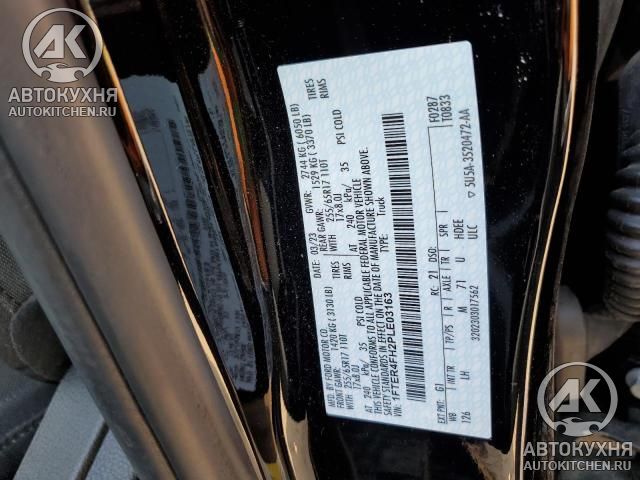 АК
АВТОКУХНЯ
AUTOKITCHEN.RU
MFD. BY FORD MOTOR CO.
DATE: 03/23 GVWR: 2744 KG ( 6050 LB)
FRONT GAWR: 1420 KG ( 3130 LB) REAR GAWR: 1529 KG ( 3370 LB)
WITH 255/65R17 110T TIRES WITH 255/65R17 110T TIRES
17x8.0J RIMS 17x8.0J RIMS
AT 240 kPa/ 35 PSI COLD AT 240 kPa/ 35 PSI COLD
THIS VEHICLE CONFORMS TO ALL APPLICABLE FEDERAL MOTOR VEHICLE
SAFETY STANDARDS IN EFFECT ON THE DATE OF MANUFACTURE SHOWN ABOVE.
VIN: 1FTER4FH2PLE03163 Truck
F0287
T0833
EXT PNT: G1 RC: 21 DSO:
WB INT TR TP/PS R AXLE TR SPR
126 LH M 71 U HDEE
3202303017562 ULC
▽ 5U5A-3520472-AA
АК
АВТОКУХНЯ
AUTOKITCHEN.RU